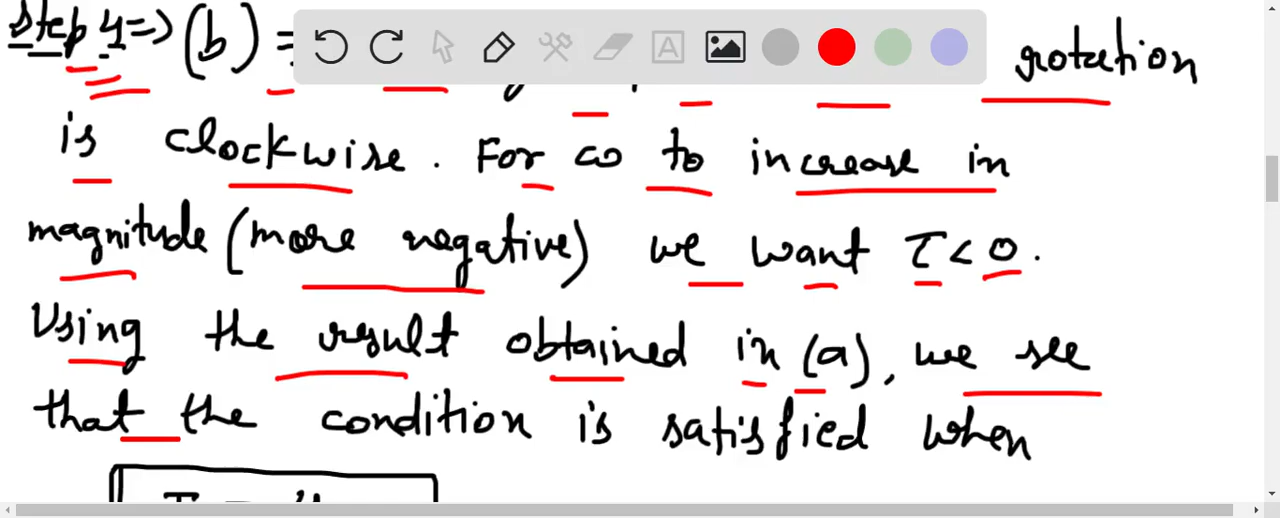 step 4 => (b) = rotation
is clockwise. For ω to increase in
magnitude (more negative) we want τ < 0.
Using the result obtained in (a), we see
that the condition is satisfied when